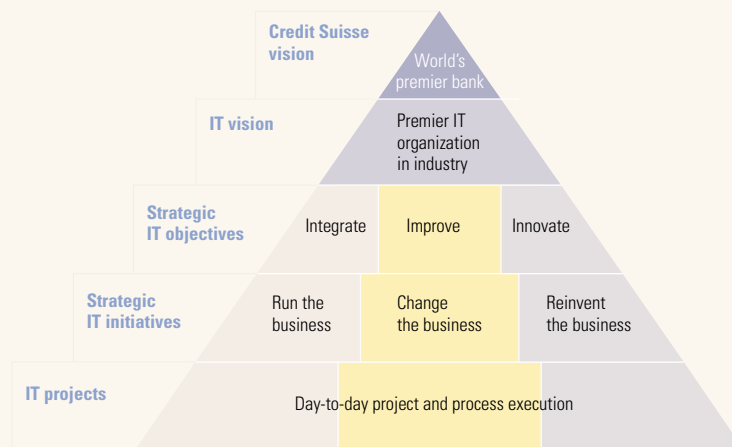 Credit Suisse
vision
World's
premier bank
IT vision
Premier IT
organization
in industry
Strategic
IT objectives
Integrate
Improve
Innovate
Strategic
IT initiatives
Run the
business
Change
the business
Reinvent
the business
IT projects
Day-to-day project and process execution